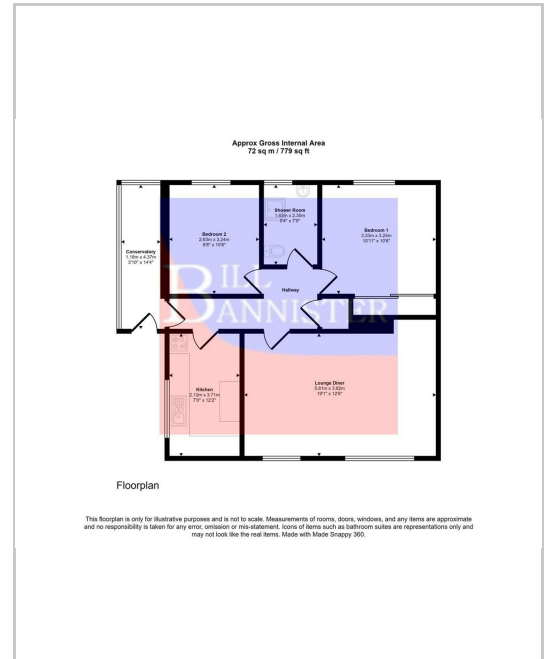 Approx Gross Internal Area
72 sq m / 779 sq ft
Bedroom 2
2.63m x 3.24m
8'8" x 10'8"
Shower Room
1.63m x 2.35m
5'4" x 7'9"
Bedroom 1
3.33m x 3.24m
10'11" x 10'8"
Conservatory
1.18m x 4.37m
3'10" x 14'4"
Hallway
BILL
BANNISTER
Kitchen
2.13m x 3.71m
7'0" x 12'2"
Lounge Diner
5.81m x 3.82m
19'1" x 12'6"
Floorplan
This floorplan is only for illustrative purposes and is not to scale. Measurements of rooms, doors, windows, and any items are approximate
and no responsibility is taken for any error, omission or mis-statement. Icons of items such as bathroom suites are representations only and
may not look like the real items. Made with Made Snappy 360.